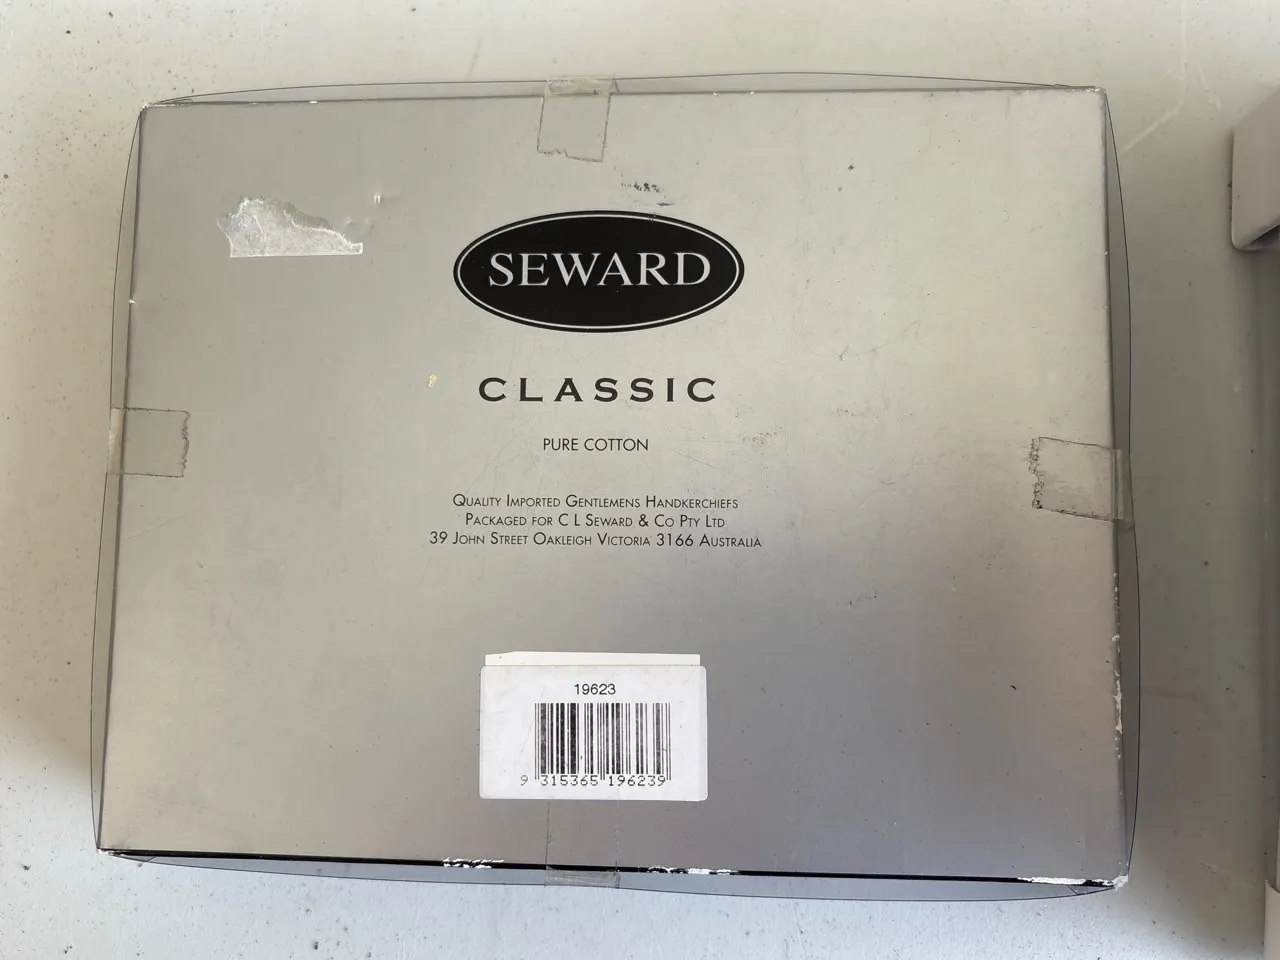 SEWARD
CLASSIC
PURE COTTON
QUALITY IMPORTED GENTLEMENS HANDKERCHIEFS
PACKAGED FOR C L SEWARD & CO PTY LTD
39 JOHN STREET OAKLEIGH VICTORIA 3166 AUSTRALIA
19623
9 315365 196239